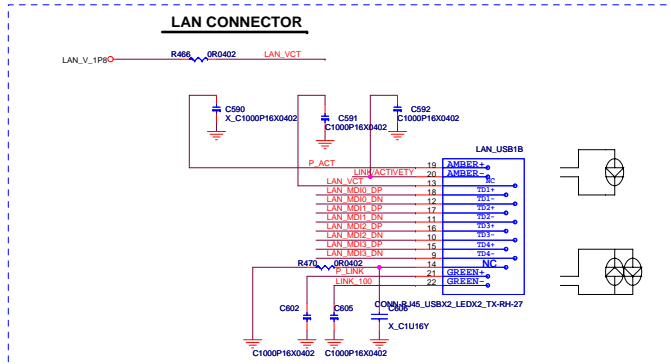 LAN CONNECTOR
R466 0R0402 LAN_VCT
LAN_V_1P8
C590
X_C1000P16X0402
C591
C1000P16X0402
C592
C1000P16X0402
LAN_USB1B
P_ACT 19 AMBER+
LINK/ACTIVETY 20 AMBER-
LAN_VCT 13 NC
LAN_MDI0_DP 18 TD1+
LAN_MDI0_DN 12 TD1-
LAN_MDI1_DP 17 TD2+
LAN_MDI1_DN 11 TD2-
LAN_MDI2_DP 16 TD3+
LAN_MDI2_DN 10 TD3-
LAN_MDI3_DP 15 TD4+
LAN_MDI3_DN 9 TD4-
R470 0R0402 14 NC
P_LINK 21 GREEN+
LINK_100 22 GREEN-
CONN-RJ45_USBX2_LEDX2_TX-RH-27
C602 C605 C606
X_C1U16Y
C1000P16X0402 C1000P16X0402